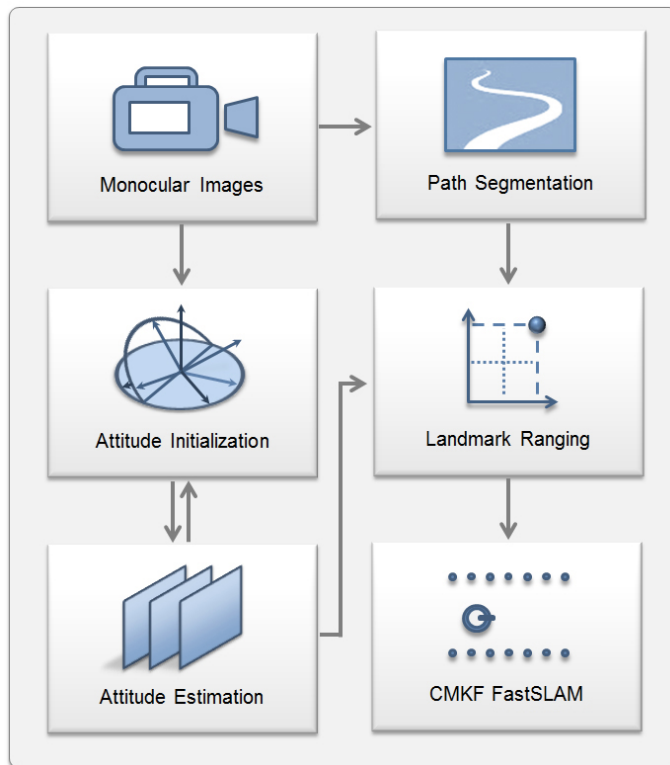 Monocular Images
Path Segmentation
Attitude Initialization
Landmark Ranging
Attitude Estimation
CMKF FastSLAM